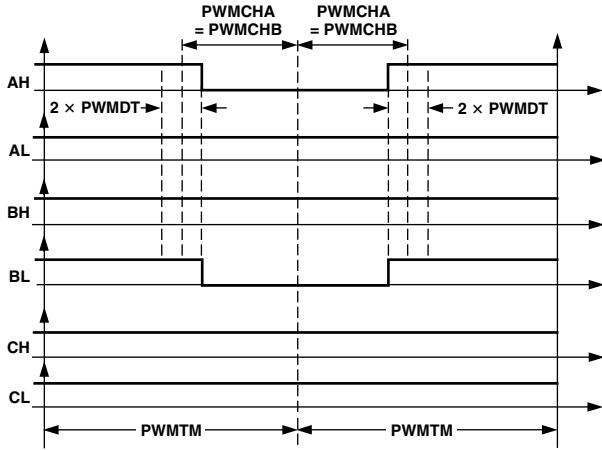 PWMCHA
= PWMCHB
PWMCHA
= PWMCHB
AH
2 × PWMDT
2 × PWMDT
AL
BH
BL
CH
CL
PWMTM
PWMTM